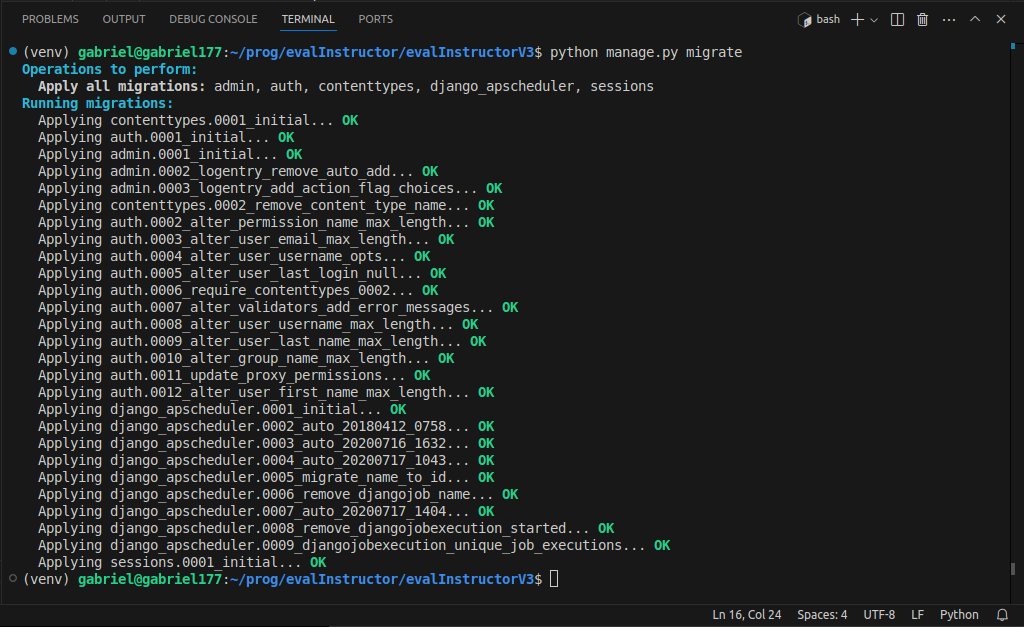 PROBLEMS OUTPUT DEBUG CONSOLE TERMINAL PORTS bash
(venv) gabriel@gabriel177:~/prog/evalInstructor/evalInstructorV3$ python manage.py migrate
Operations to perform:
  Apply all migrations: admin, auth, contenttypes, django_apscheduler, sessions
Running migrations:
  Applying contenttypes.0001_initial... OK
  Applying auth.0001_initial... OK
  Applying admin.0001_initial... OK
  Applying admin.0002_logentry_remove_auto_add... OK
  Applying admin.0003_logentry_add_action_flag_choices... OK
  Applying contenttypes.0002_remove_content_type_name... OK
  Applying auth.0002_alter_permission_name_max_length... OK
  Applying auth.0003_alter_user_email_max_length... OK
  Applying auth.0004_alter_user_username_opts... OK
  Applying auth.0005_alter_user_last_login_null... OK
  Applying auth.0006_require_contenttypes_0002... OK
  Applying auth.0007_alter_validators_add_error_messages... OK
  Applying auth.0008_alter_user_username_max_length... OK
  Applying auth.0009_alter_user_last_name_max_length... OK
  Applying auth.0010_alter_group_name_max_length... OK
  Applying auth.0011_update_proxy_permissions... OK
  Applying auth.0012_alter_user_first_name_max_length... OK
  Applying django_apscheduler.0001_initial... OK
  Applying django_apscheduler.0002_auto_20180412_0758... OK
  Applying django_apscheduler.0003_auto_20200716_1632... OK
  Applying django_apscheduler.0004_auto_20200717_1043... OK
  Applying django_apscheduler.0005_migrate_name_to_id... OK
  Applying django_apscheduler.0006_remove_djangojob_name... OK
  Applying django_apscheduler.0007_auto_20200717_1404... OK
  Applying django_apscheduler.0008_remove_djangojobexecution_started... OK
  Applying django_apscheduler.0009_djangojobexecution_unique_job_executions... OK
  Applying sessions.0001_initial... OK
(venv) gabriel@gabriel177:~/prog/evalInstructor/evalInstructorV3$
Ln 16, Col 24 Spaces: 4 UTF-8 LF Python